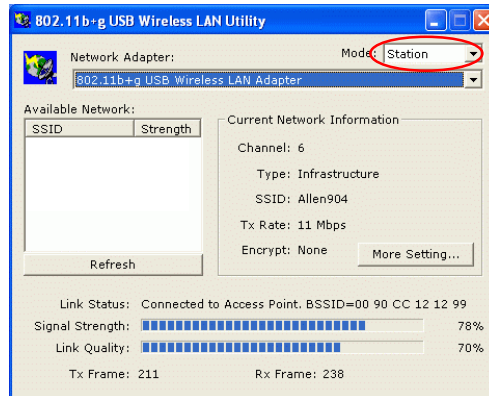 802.11b+g USB Wireless LAN Utility
Network Adapter:
Mode: Station
802.11b+g USB Wireless LAN Adapter
Available Network:
SSID Strength
Refresh
Current Network Information
Channel: 6
Type: Infrastructure
SSID: Allen904
Tx Rate: 11 Mbps
Encrypt: None
More Setting...
Link Status: Connected to Access Point. BSSID=00 90 CC 12 12 99
Signal Strength: 78%
Link Quality: 70%
Tx Frame: 211 Rx Frame: 238